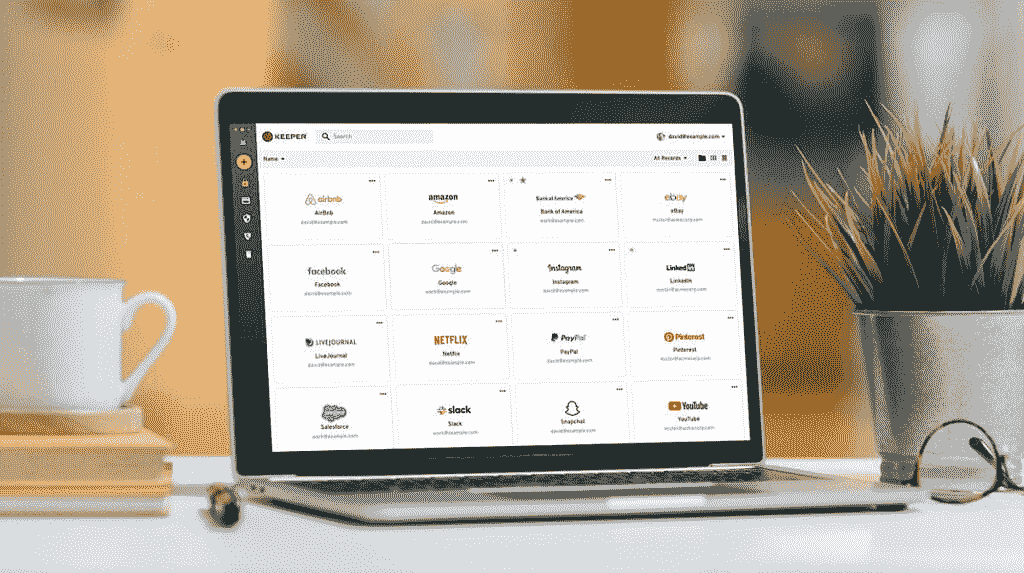 KEEPER
Search
david@example.com
Name
All Records
airbnb
AirBnb
david@example.com
amazon
Amazon
david@example.com
Bank of America
Bank of America
work@example.com
ebay
eBay
facebook
Facebook
david@example.com
Google
Google
work@example.com
Instagram
Instagram
david@example.com
LinkedIn
LinkedIn
LIVEJOURNAL
LiveJournal
david@example.com
NETFLIX
Netflix
david@example.com
PayPal
PayPal
david@example.com
Pinterest
Pinterest
salesforce
Salesforce
work@example.com
slack
Slack
work@example.com
Snapchat
david@example.com
YouTube
YouTube